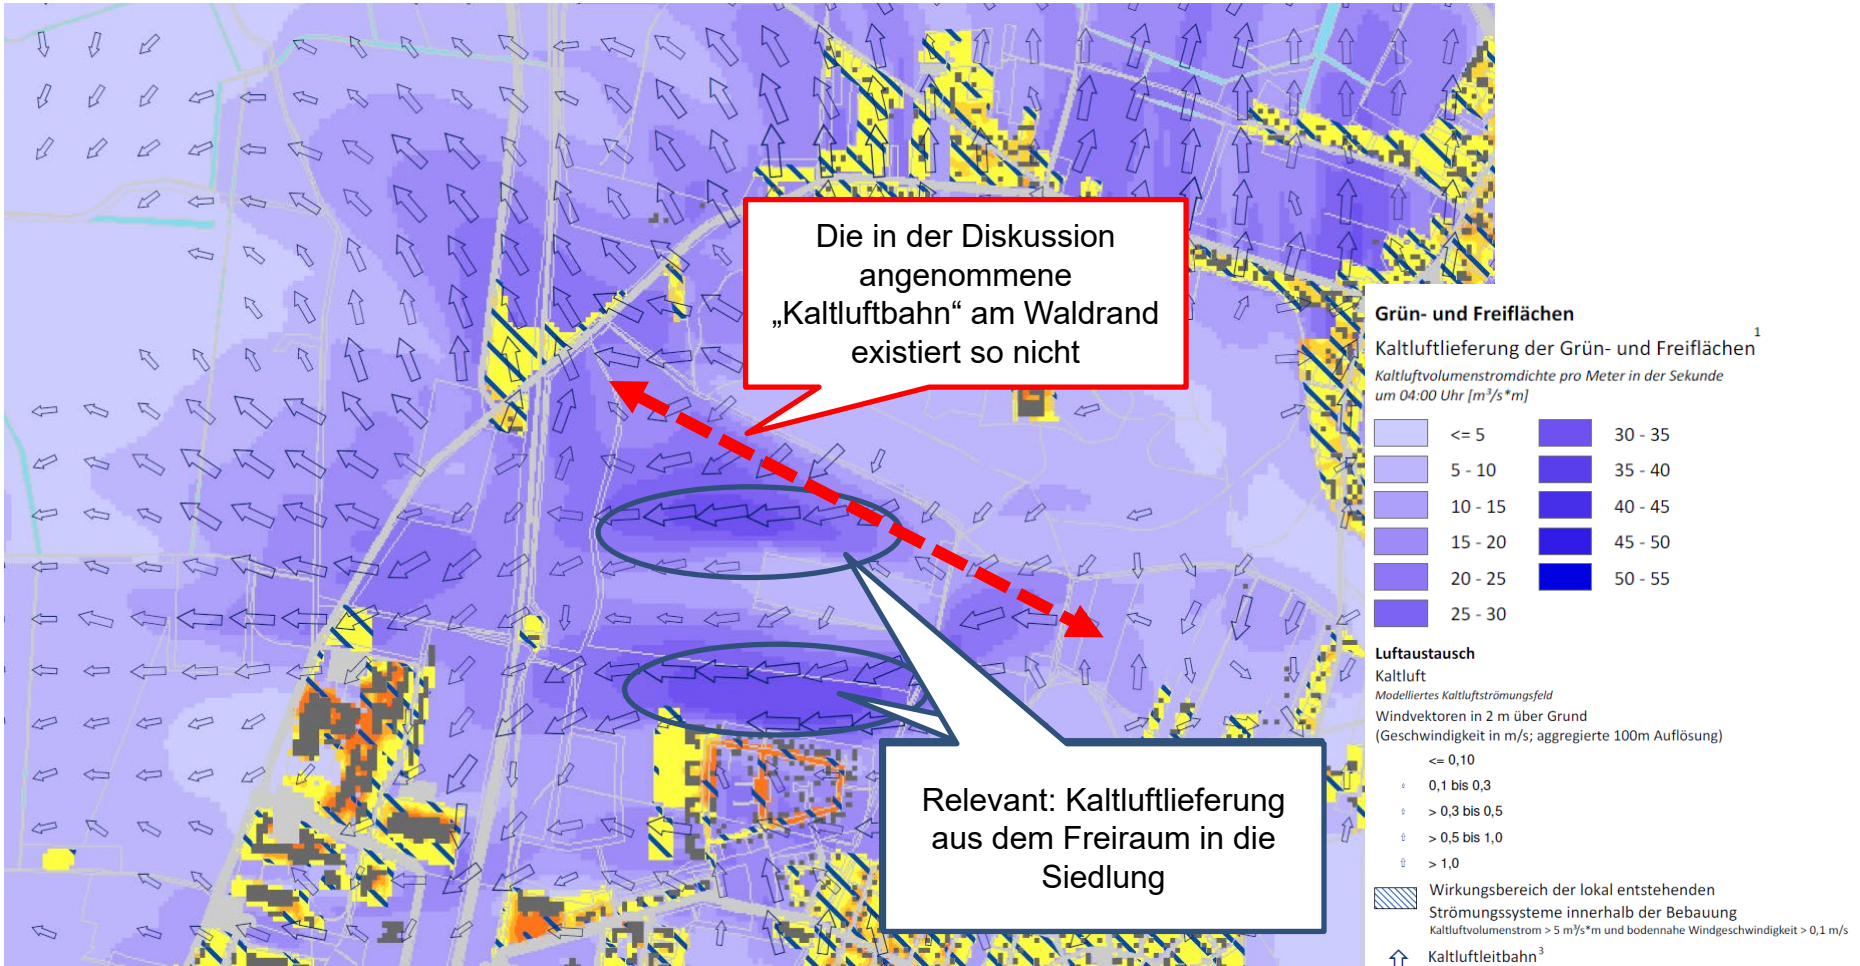 Die in der Diskussion
angenommene
„Kaltluftbahn“ am Waldrand
existiert so nicht
Relevant: Kaltluftlieferung
aus dem Freiraum in die
Siedlung
Grün- und Freiflächen
Kaltluftlieferung der Grün- und Freiflächen 1
Kaltluftvolumenstromdichte pro Meter in der Sekunde
um 04:00 Uhr [m³/s*m]
<= 5
5 - 10
10 - 15
15 - 20
20 - 25
25 - 30
30 - 35
35 - 40
40 - 45
45 - 50
50 - 55
Luftaustausch
Kaltluft
Modelliertes Kaltluftströmungsfeld
Windvektoren in 2 m über Grund
(Geschwindigkeit in m/s; aggregierte 100m Auflösung)
<= 0,10
0,1 bis 0,3
> 0,3 bis 0,5
> 0,5 bis 1,0
> 1,0
Wirkungsbereich der lokal entstehenden
Strömungssysteme innerhalb der Bebauung
Kaltluftvolumenstrom > 5 m³/s*m und bodennahe Windgeschwindigkeit > 0,1 m/s
Kaltluftleitbahn 3